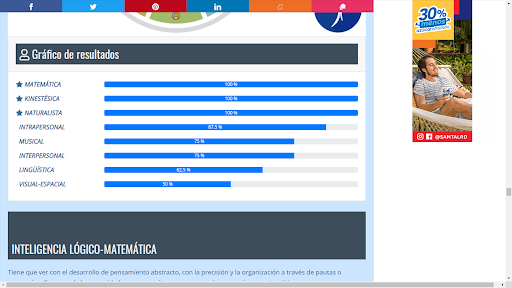 Gráfico de resultados
MATEMÁTICA 100 %
KINESTÉSICA 100 %
NATURALISTA 100 %
INTRAPERSONAL 87.5 %
MUSICAL 75 %
INTERPERSONAL 75 %
LINGÜÍSTICA 62.5 %
VISUAL-ESPACIAL 50 %
INTELIGENCIA LÓGICO-MATEMÁTICA
Tiene que ver con el desarrollo de pensamiento abstracto, con la precisión y la organización a través de pautas o
30%
menos
@SANTALRD